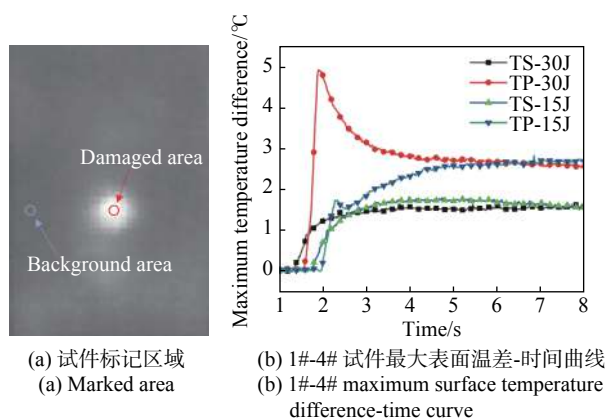 Damaged area
Background area
(a) 试件标记区域
(a) Marked area
Maximum temperature difference/℃
5
4
3
2
1
0
TS-30J
TP-30J
TS-15J
TP-15J
1 2 3 4 5 6 7 8
Time/s
(b) 1#-4# 试件最大表面温差-时间曲线
(b) 1#-4# maximum surface temperature
difference-time curve